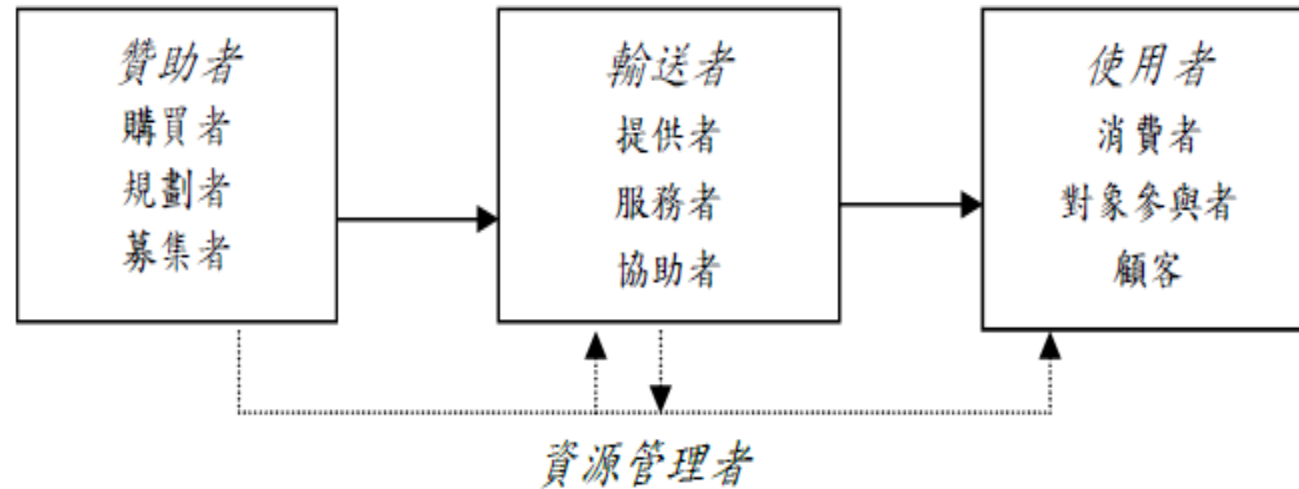 贊助者
購買者
規劃者
募集者
輸送者
提供者
服務者
協助者
使用者
消費者
對象參與者
顧客
資源管理者